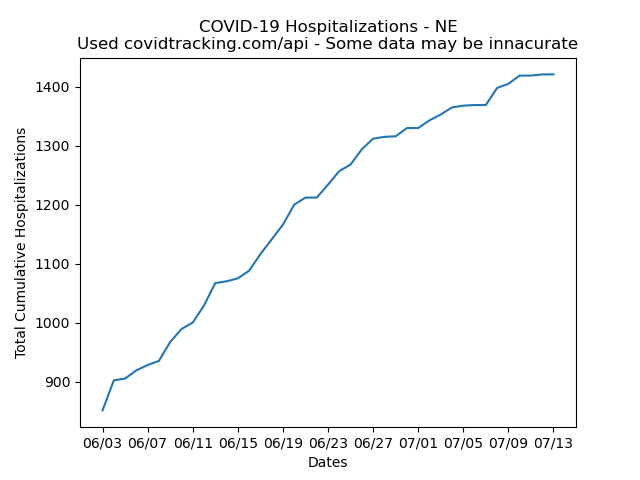 COVID-19 Hospitalizations - NE
Used covidtracking.com/api - Some data may be innacurate
Total Cumulative Hospitalizations
1400
1300
1200
1100
1000
900
06/03 06/07 06/11 06/15 06/19 06/23 06/27 07/01 07/05 07/09 07/13
Dates